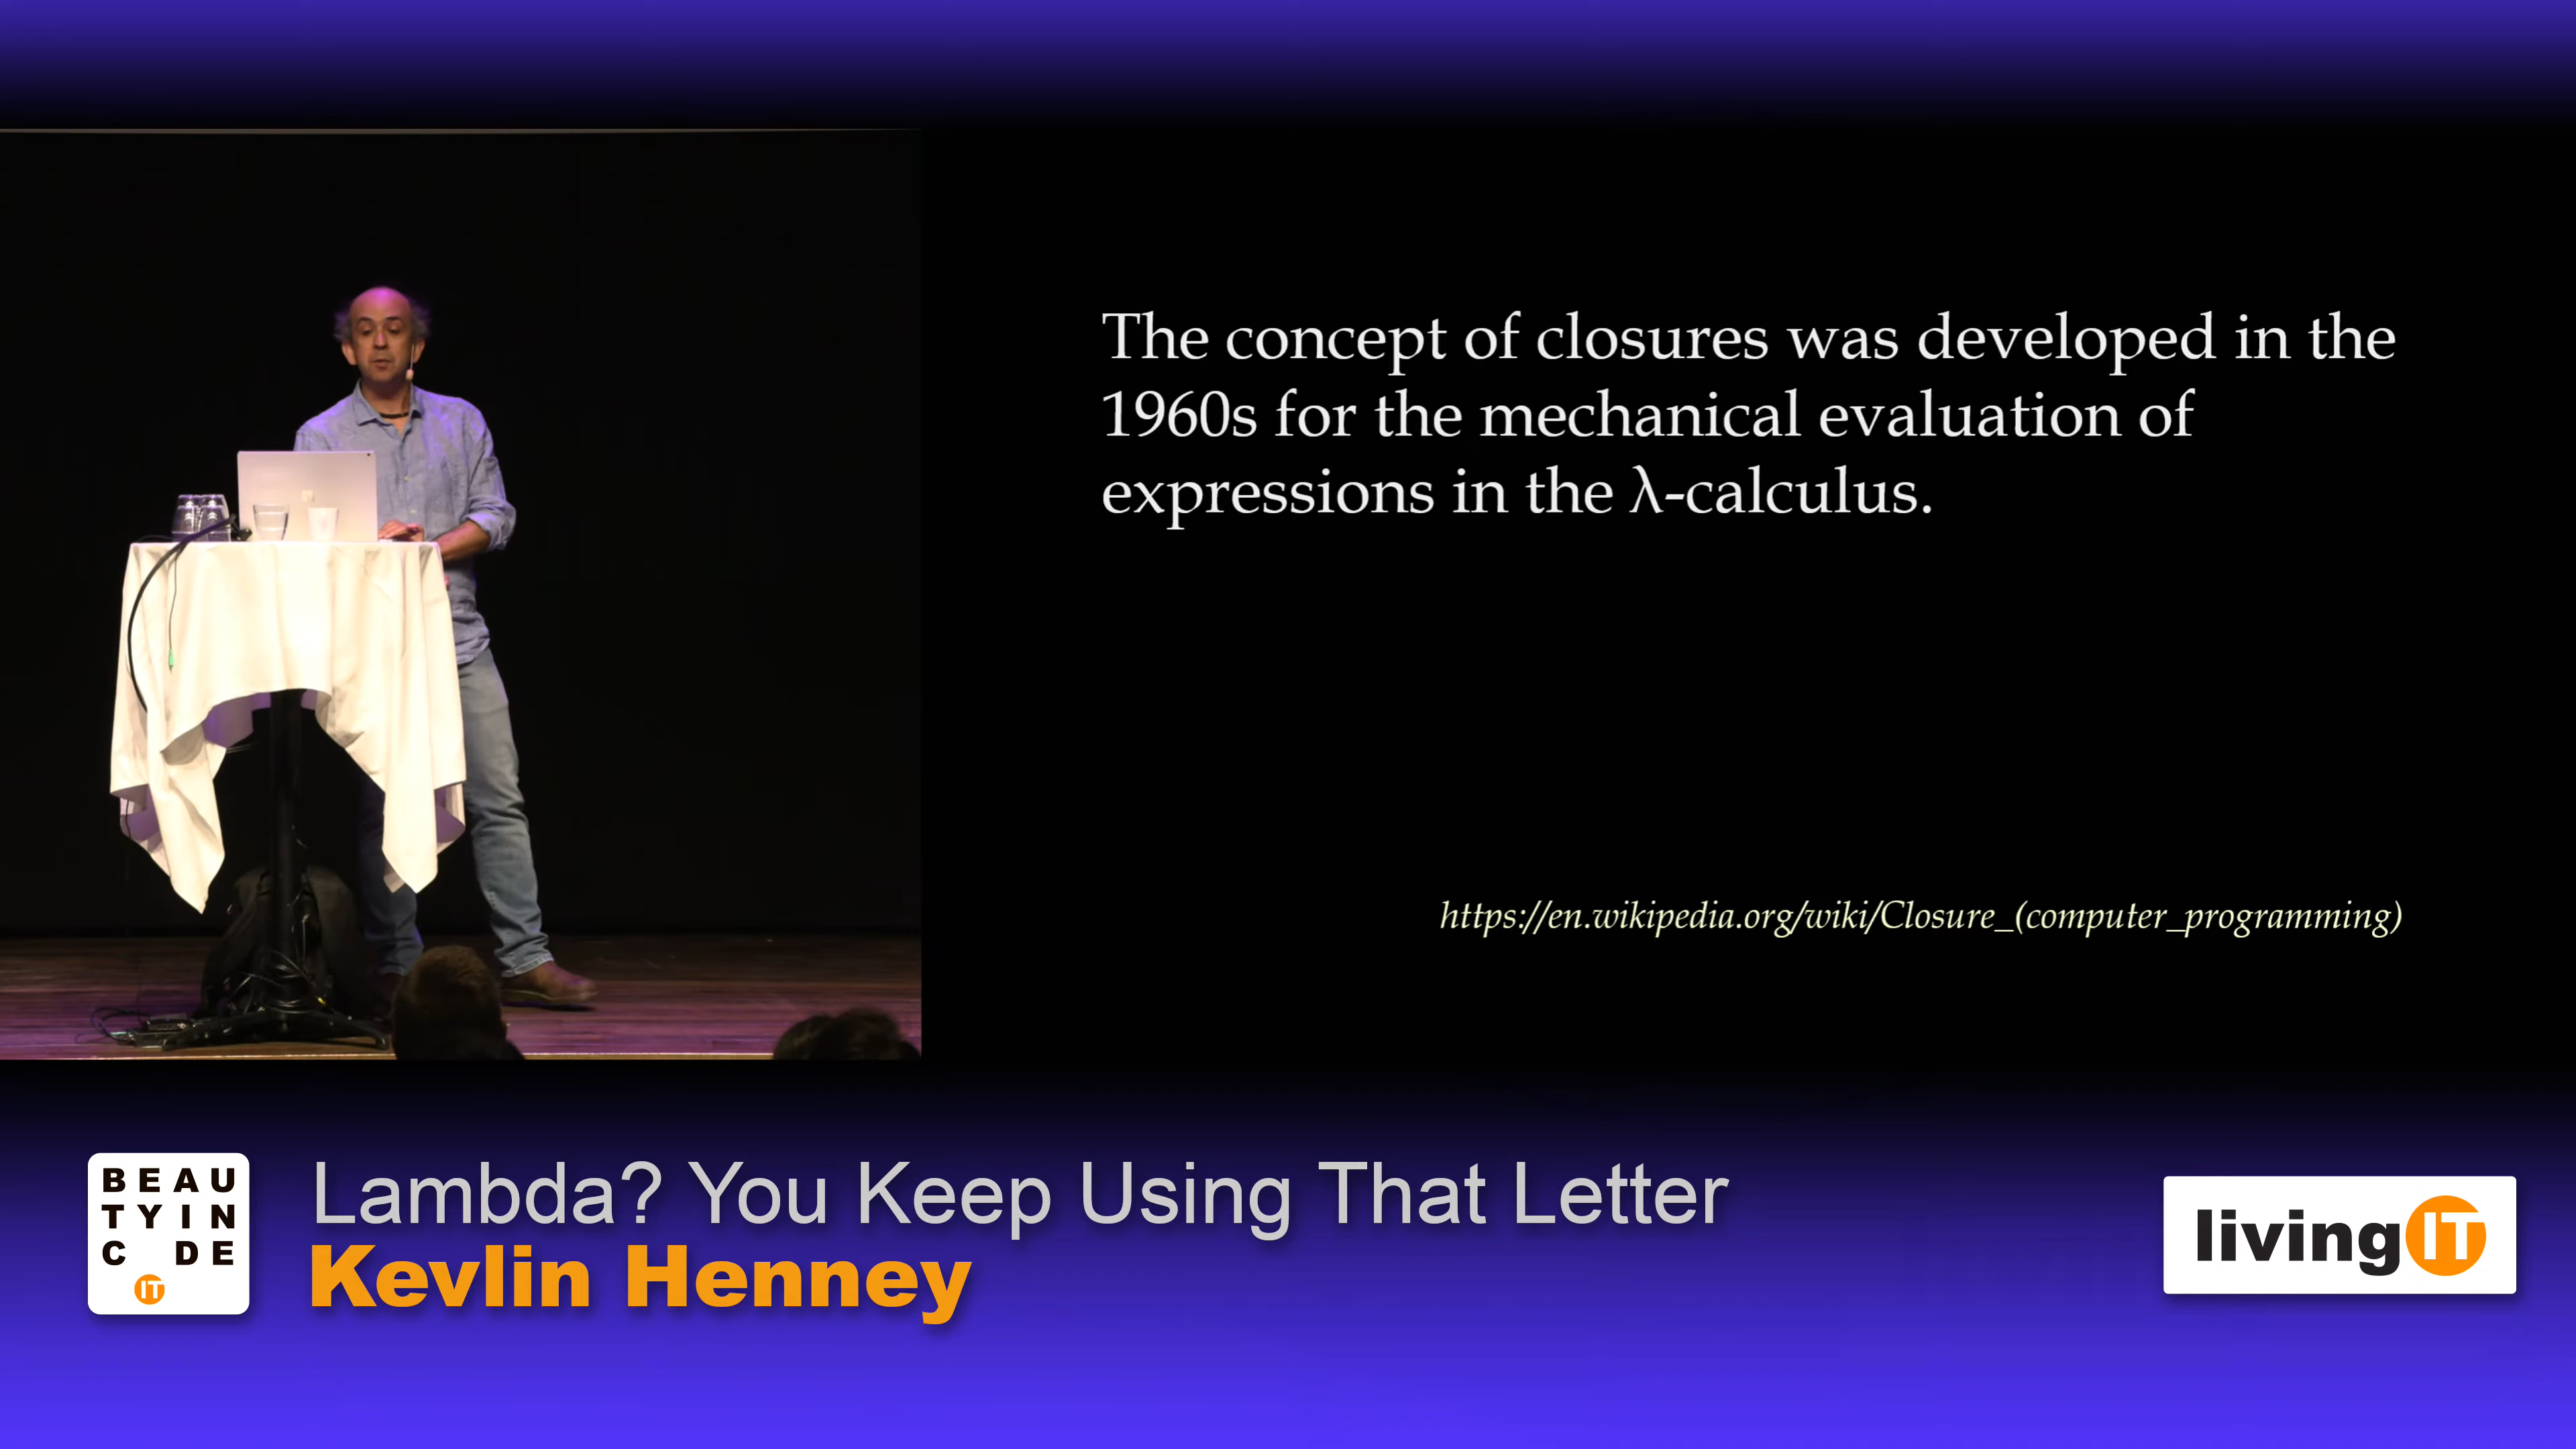 The concept of closures was developed in the
1960s for the mechanical evaluation of
expressions in the λ-calculus.
https://en.wikipedia.org/wiki/Closure_(computer_programming)
BEAU
TYIN
C DE
IT
Lambda? You Keep Using That Letter
Kevlin Henney
livingIT